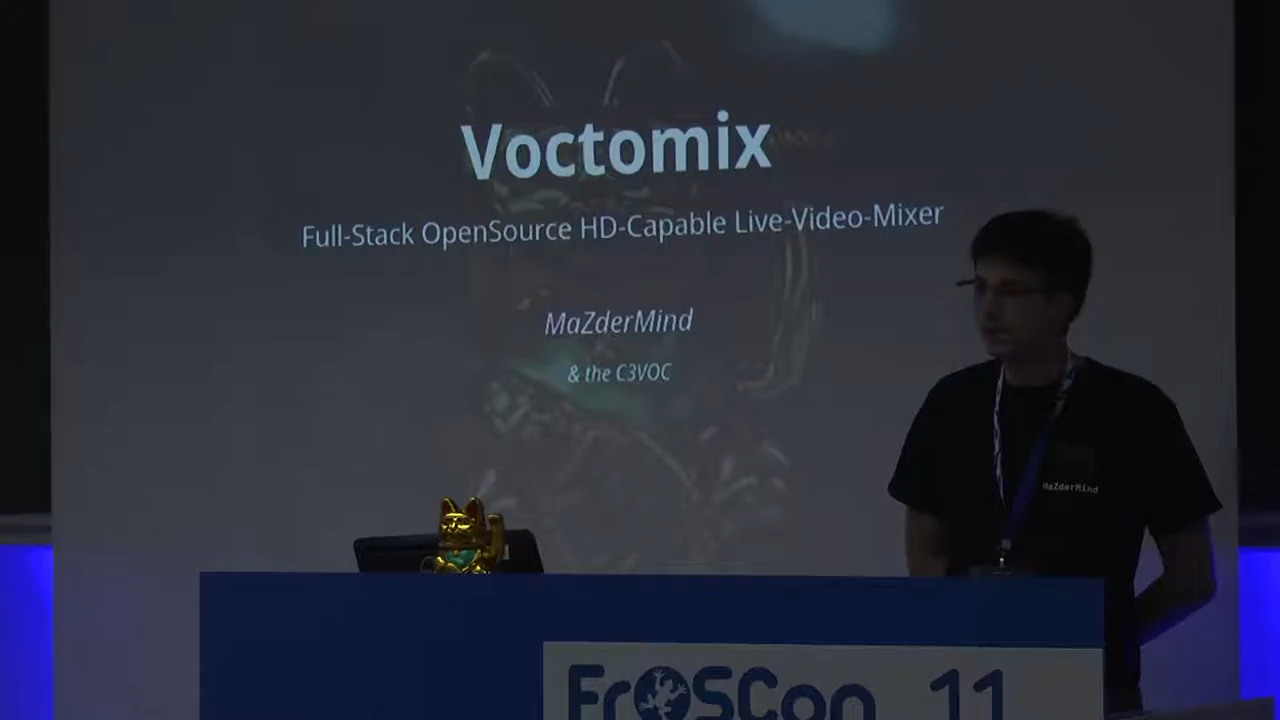 Voctomix
Full-Stack OpenSource HD-Capable Live-Video-Mixer
MaZderMind
& the C3VOC
MaZderMind
FrOSCon 11